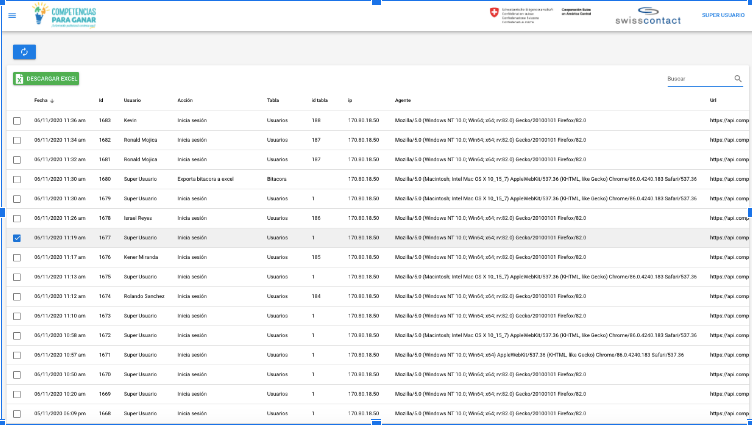 COMPETENCIAS
PARA GANAR
Cooperación Suiza
en América Central
swisscontact
SUPER USUARIO
DESCARGAR EXCEL
Buscar
Fecha ↓ Id Usuario Acción Tabla id tabla ip Agente Url
06/11/2020 11:36 am 1683 Kevin Inicia sesión Usuarios 188 170.80.18.50 Mozilla/5.0 (Windows NT 10.0; Win64; x64; rv:82.0) Gecko/20100101 Firefox/82.0 https://api.comp
06/11/2020 11:34 am 1682 Ronald Mojica Inicia sesión Usuarios 187 170.80.18.50 Mozilla/5.0 (Windows NT 10.0; Win64; x64; rv:82.0) Gecko/20100101 Firefox/82.0 https://api.comp
06/11/2020 11:32 am 1681 Ronald Mojica Inicia sesión Usuarios 187 170.80.18.50 Mozilla/5.0 (Windows NT 10.0; Win64; x64; rv:82.0) Gecko/20100101 Firefox/82.0 https://api.comp
06/11/2020 11:30 am 1680 Super Usuario Exporta bitacora a excel Bitacora 170.80.18.50 Mozilla/5.0 (Macintosh; Intel Mac OS X 10_15_7) AppleWebKit/537.36 (KHTML, like Gecko) Chrome/86.0.4240.183 Safari/537.36 https://api.comp
06/11/2020 11:30 am 1679 Super Usuario Inicia sesión Usuarios 1 170.80.18.50 Mozilla/5.0 (Macintosh; Intel Mac OS X 10_15_7) AppleWebKit/537.36 (KHTML, like Gecko) Chrome/86.0.4240.183 Safari/537.36 https://api.comp
06/11/2020 11:26 am 1678 Israel Reyes Inicia sesión Usuarios 186 170.80.18.50 Mozilla/5.0 (Windows NT 10.0; Win64; x64; rv:82.0) Gecko/20100101 Firefox/82.0 https://api.comp
06/11/2020 11:19 am 1677 Super Usuario Inicia sesión Usuarios 1 170.80.18.50 Mozilla/5.0 (Windows NT 10.0; Win64; x64; rv:82.0) Gecko/20100101 Firefox/82.0 https://api.comp
06/11/2020 11:17 am 1676 Kener Miranda Inicia sesión Usuarios 185 170.80.18.50 Mozilla/5.0 (Windows NT 10.0; Win64; x64; rv:82.0) Gecko/20100101 Firefox/82.0 https://api.comp
06/11/2020 11:13 am 1675 Super Usuario Inicia sesión Usuarios 1 170.80.18.50 Mozilla/5.0 (Macintosh; Intel Mac OS X 10_15_7) AppleWebKit/537.36 (KHTML, like Gecko) Chrome/86.0.4240.183 Safari/537.36 https://api.comp
06/11/2020 11:12 am 1674 Rolando Sanchez Inicia sesión Usuarios 184 170.80.18.50 Mozilla/5.0 (Windows NT 10.0; Win64; x64; rv:82.0) Gecko/20100101 Firefox/82.0 https://api.comp
06/11/2020 11:10 am 1673 Super Usuario Inicia sesión Usuarios 1 170.80.18.50 Mozilla/5.0 (Windows NT 10.0; Win64; x64; rv:82.0) Gecko/20100101 Firefox/82.0 https://api.comp
06/11/2020 10:58 am 1672 Super Usuario Inicia sesión Usuarios 1 170.80.18.50 Mozilla/5.0 (Macintosh; Intel Mac OS X 10_15_7) AppleWebKit/537.36 (KHTML, like Gecko) Chrome/86.0.4240.183 Safari/537.36 https://api.comp
06/11/2020 10:57 am 1671 Super Usuario Inicia sesión Usuarios 1 170.80.18.50 Mozilla/5.0 (Windows NT 10.0; Win64; x64) AppleWebKit/537.36 (KHTML, like Gecko) Chrome/86.0.4240.183 Safari/537.36 https://api.comp
06/11/2020 10:50 am 1670 Super Usuario Inicia sesión Usuarios 1 170.80.18.50 Mozilla/5.0 (Windows NT 10.0; Win64; x64; rv:82.0) Gecko/20100101 Firefox/82.0 https://api.comp
06/11/2020 10:20 am 1669 Super Usuario Inicia sesión Usuarios 1 170.80.18.50 Mozilla/5.0 (Windows NT 10.0; Win64; x64; rv:82.0) Gecko/20100101 Firefox/82.0 https://api.comp
05/11/2020 06:09 pm 1668 Super Usuario Inicia sesión Usuarios 1 170.80.18.50 Mozilla/5.0 (Windows NT 10.0; Win64; x64; rv:82.0) Gecko/20100101 Firefox/82.0 https://api.comp